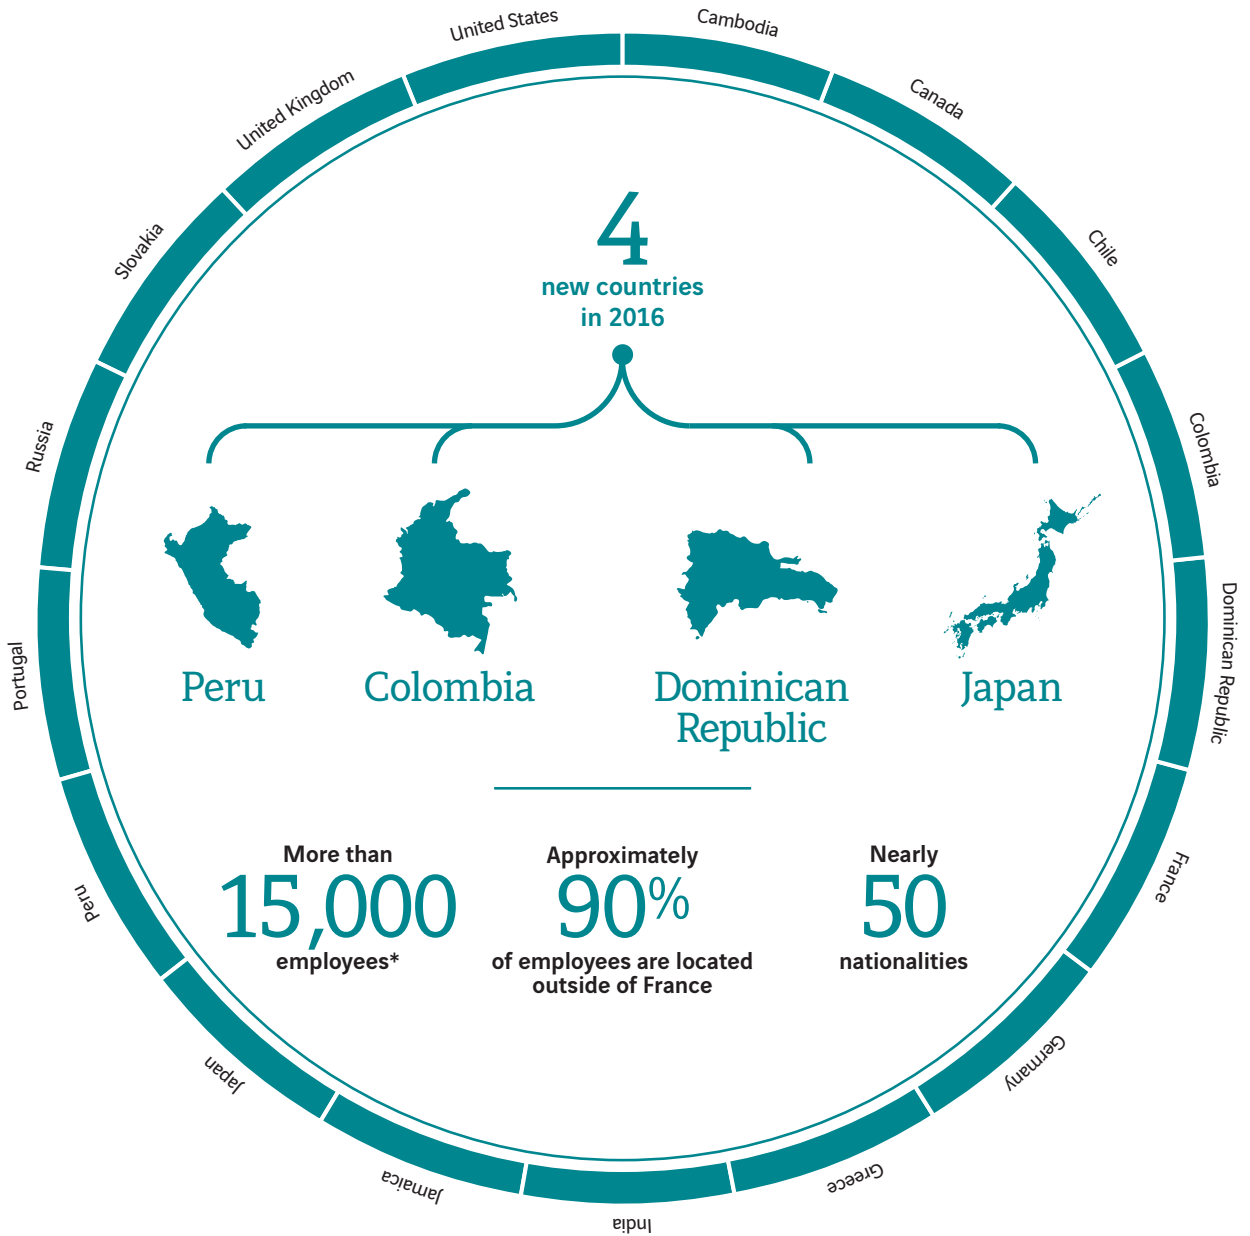 United States
Cambodia
Canada
Chile
Colombia
Dominican Republic
France
Germany
Greece
India
Jamaica
Japan
Peru
Portugal
Russia
Slovakia
United Kingdom
4
new countries
in 2016
Peru
Colombia
Dominican
Republic
Japan
More than
15,000
employees*
Approximately
90%
of employees are located
outside of France
Nearly
50
nationalities